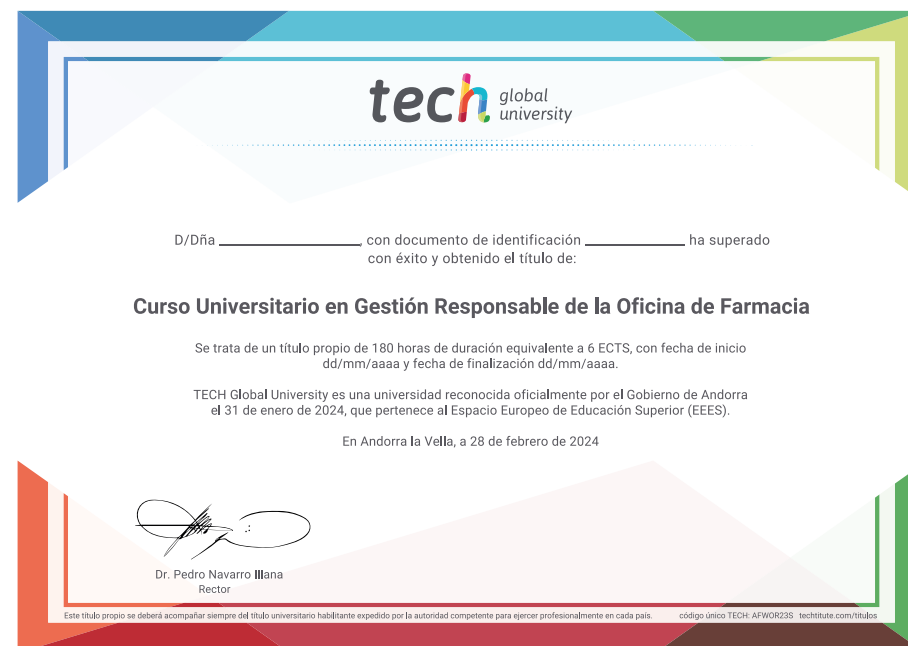 tech global
university
D/Dña ______________________, con documento de identificación ________________ ha superado
con éxito y obtenido el título de:
Curso Universitario en Gestión Responsable de la Oficina de Farmacia
Se trata de un título propio de 180 horas de duración equivalente a 6 ECTS, con fecha de inicio
dd/mm/aaaa y fecha de finalización dd/mm/aaaa.
TECH Global University es una universidad reconocida oficialmente por el Gobierno de Andorra
el 31 de enero de 2024, que pertenece al Espacio Europeo de Educación Superior (EEES).
En Andorra la Vella, a 28 de febrero de 2024
Dr. Pedro Navarro Illana
Rector
Este título propio se deberá acompañar siempre del título universitario habilitante expedido por la autoridad competente para ejercer profesionalmente en cada país. código único TECH: AFWOR23S techtitute.com/títulos